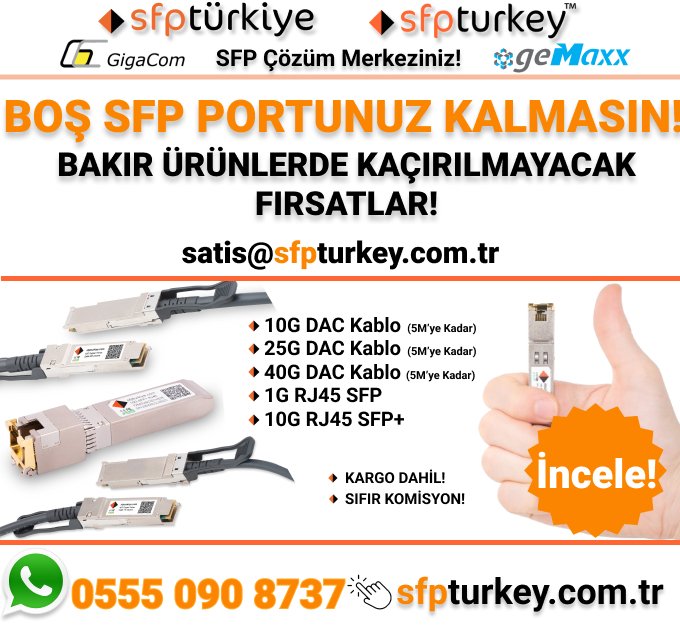 sfptürkiye
sfpturkey™
GigaCom
SFP Çözüm Merkeziniz!
geMaxx
BOŞ SFP PORTUNUZ KALMASIN!
BAKIR ÜRÜNLERDE KAÇIRILMAYACAK
FIRSATLAR!
satis@sfpturkey.com.tr
10G DAC Kablo (5M'ye Kadar)
25G DAC Kablo (5M'ye Kadar)
40G DAC Kablo (5M'ye Kadar)
1G RJ45 SFP
10G RJ45 SFP+
KARGO DAHİL!
SIFIR KOMİSYON!
İncele!
0555 090 8737
sfpturkey.com.tr